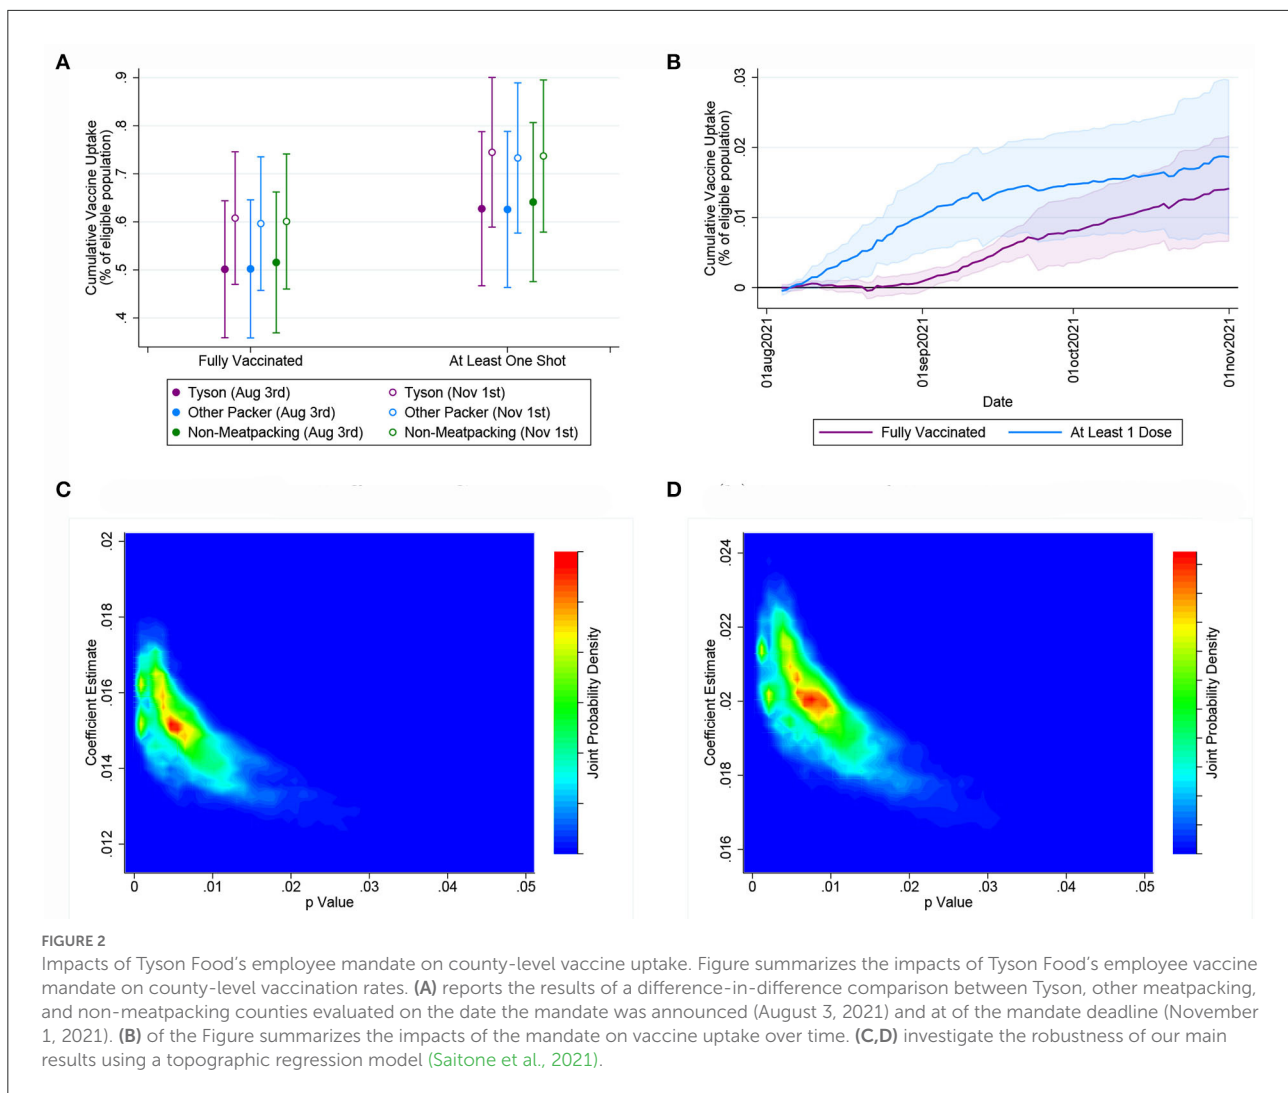 A
Cumulative Vaccine Uptake
(% of eligible population)
.9
.8
.7
.6
.5
.4
Fully Vaccinated
At Least One Shot
Tyson (Aug 3rd)
Tyson (Nov 1st)
Other Packer (Aug 3rd)
Other Packer (Nov 1st)
Non-Meatpacking (Aug 3rd)
Non-Meatpacking (Nov 1st)
B
Cumulative Vaccine Uptake
(% of eligible population)
.03
.02
.01
0
01aug2021
01sep2021
01oct2021
01nov2021
Date
Fully Vaccinated
At Least 1 Dose
C
Coefficient Estimate
.02
.018
.016
.014
.012
0
.01
.02
.03
.04
.05
p Value
Joint Probability Density
D
Coefficient Estimate
.024
.022
.02
.018
.016
0
.01
.02
.03
.04
.05
p Value
Joint Probability Density
FIGURE 2
Impacts of Tyson Food's employee mandate on county-level vaccine uptake. Figure summarizes the impacts of Tyson Food's employee vaccine
mandate on county-level vaccination rates. (A) reports the results of a difference-in-difference comparison between Tyson, other meatpacking,
and non-meatpacking counties evaluated on the date the mandate was announced (August 3, 2021) and at of the mandate deadline (November
1, 2021). (B) of the Figure summarizes the impacts of the mandate on vaccine uptake over time. (C,D) investigate the robustness of our main
results using a topographic regression model (Saitone et al., 2021).